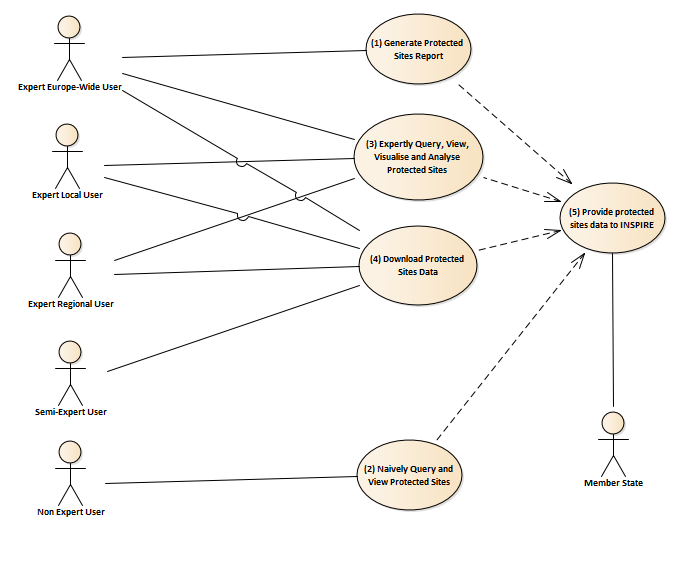 (1) Generate Protected
Sites Report
Expert Europe-Wide User
(3) Expertly Query, View,
Visualise and Analyse
Protected Sites
Expert Local User
(5) Provide protected
sites data to INSPIRE
(4) Download Protected
Sites Data
Expert Regional User
Semi-Expert User
(2) Naively Query and
View Protected Sites
Member State
Non Expert User